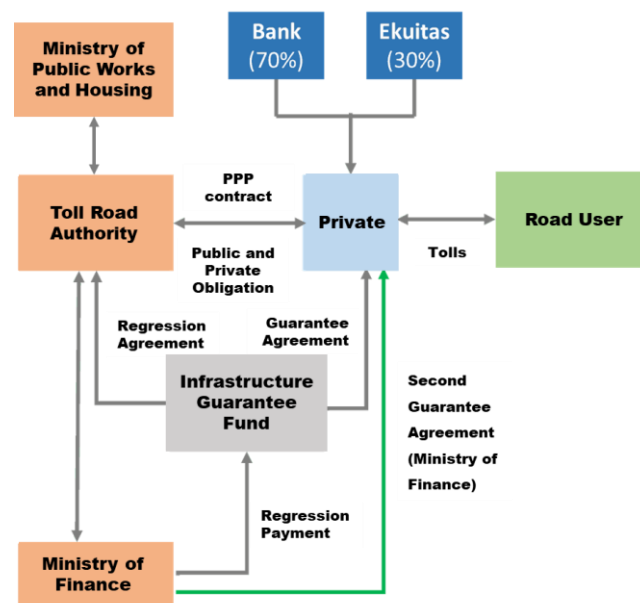 Bank
(70%)
Ekuitas
(30%)
Ministry of
Public Works
and Housing
PPP
contract
Toll Road
Authority
Private
Road User
Public and
Private
Obligation
Tolls
Regression
Agreement
Guarantee
Agreement
Infrastructure
Guarantee
Fund
Second
Guarantee
Agreement
(Ministry of
Finance)
Regression
Payment
Ministry of
Finance